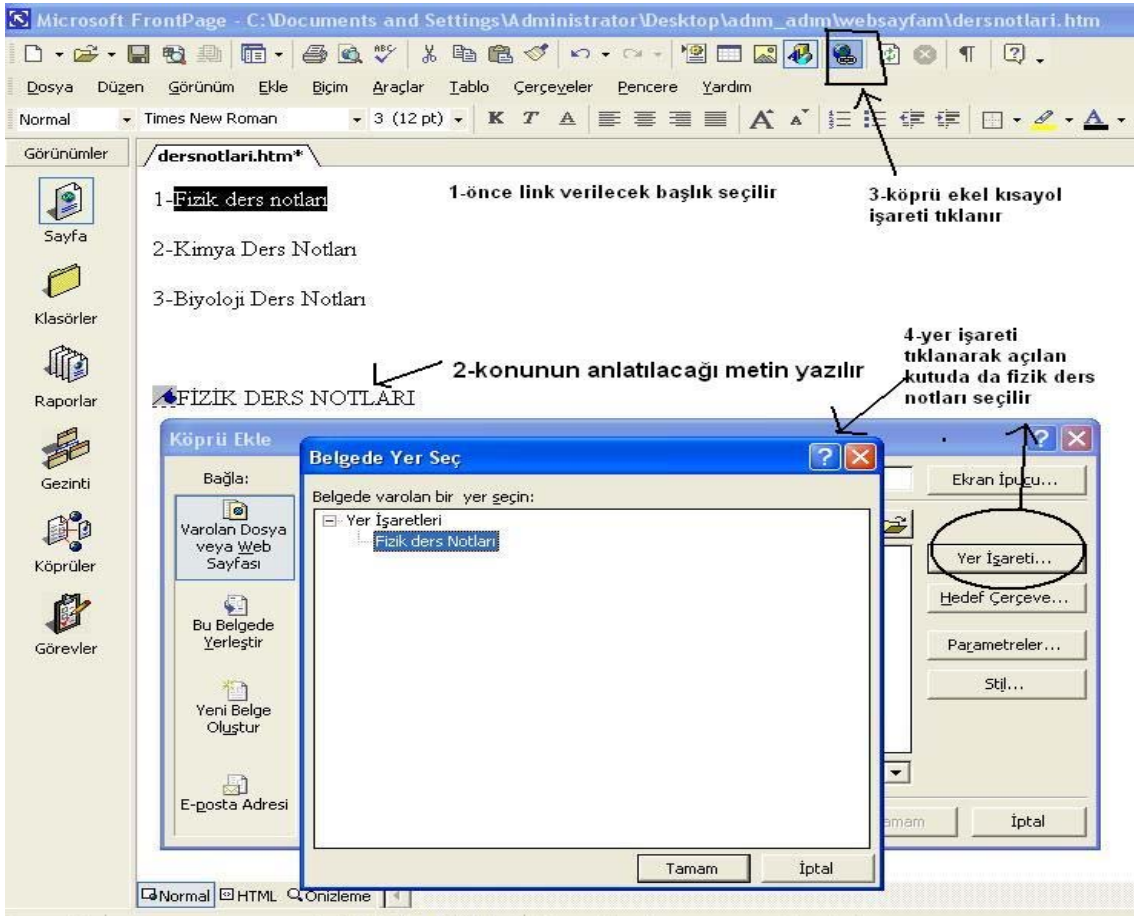 Microsoft FrontPage - C:\Documents and Settings\Administrator\Desktop\adım_adım\websayfam\dersnotlari.htm
Dosya Düzen Görünüm Ekle Biçim Araçlar Tablo Çerçeveler Pencere Yardım
Normal Times New Roman 3 (12 pt) K T A
Görünümler
dersnotlari.htm*
1-Fizik ders notları
1-önce link verilecek başlık seçilir
3-köprü ekel kısayol
işareti tıklanır
Sayfa
2-Kimya Ders Notları
3-Biyoloji Ders Notları
Klasörler
4-yer işareti
tıklanarak açılan
kutuda da fizik ders
notları seçilir
2-konunun anlatılacağı metin yazılır
Raporlar
FİZİK DERS NOTLARI
Gezinti
Köprüler
Görevler
Köprü Ekle
Bağla:
Ekran İpucu...
Varolan Dosya
veya Web
Sayfası
Yer İşareti...
Hedef Çerçeve...
Bu Belgede
Yerleştir
Parametreler...
Stil...
Yeni Belge
Oluştur
E-posta Adresi
amam
İptal
Belgede Yer Seç
Belgede varolan bir yer seçin:
Yer İşaretleri
Fizik ders Notları
Tamam
İptal
Normal HTML Önizleme